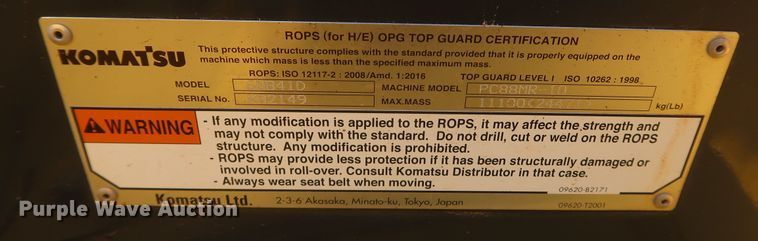 ROPS (for H/E) OPG TOP GUARD CERTIFICATION
KOMATSU
This protective structure complies with the standard provided that it is properly equipped on the
machine which mass is less than the specified maximum mass.
ROPS: ISO 12117-2 : 2008/Amd. 1:2016 TOP GUARD LEVEL I ISO 10262 : 1998
MODEL MACHINE MODEL PC88MR-10
SERIAL No. MAX.MASS kg(Lb)
WARNING
- If any modification is applied to the ROPS, it may affect the strength and
may not comply with the standard. Do not drill, cut or weld on the ROPS
structure. Any modification is prohibited.
- ROPS may provide less protection if it has been structurally damaged or
involved in roll-over. Consult Komatsu Distributor in that case.
- Always wear seat belt when moving.
09620-B2171
Komatsu Ltd. 2-3-6 Akasaka, Minato-ku, Tokyo, Japan 09620-T2001
Purple Wave Auction